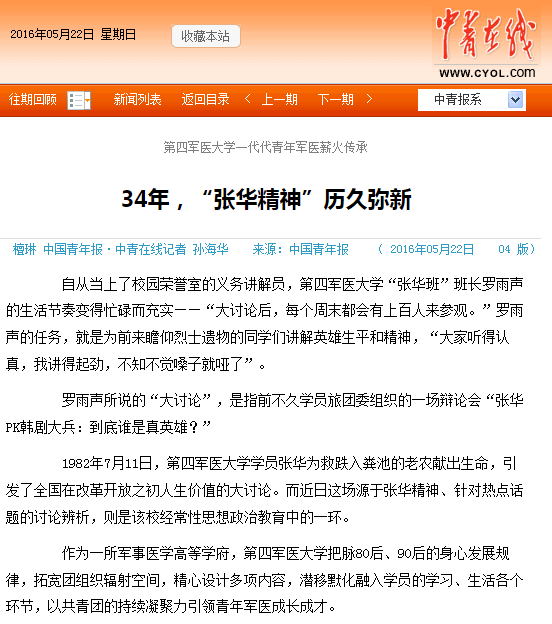 2016年05月22日 星期日
收藏本站
中青在线
www.cyol.com
往期回顾 新闻列表 返回目录 < 上一期 下一期 > 中青报系
第四军医大学一代代青年军医薪火传承
34年，“张华精神”历久弥新
檀琳 中国青年报·中青在线记者 孙海华 来源：中国青年报 （ 2016年05月22日 04 版）
自从当上了校园荣誉室的义务讲解员，第四军医大学“张华班”班长罗雨声
的生活节奏变得忙碌而充实——“大讨论后，每个周末都会有上百人来参观。”罗雨
声的任务，就是为前来瞻仰烈士遗物的同学们讲解英雄生平和精神，“大家听得认
真，我讲得起劲，不知不觉嗓子就哑了”。
罗雨声所说的“大讨论”，是指前不久学员旅团委组织的一场辩论会“张华
PK韩剧大兵：到底谁是真英雄？”
1982年7月11日，第四军医大学学员张华为救跌入粪池的老农献出生命，引
发了全国在改革开放之初人生价值的大讨论。而近日这场源于张华精神、针对热点话
题的讨论辨析，则是该校经常性思想政治教育中的一环。
作为一所军事医学高等学府，第四军医大学把脉80后、90后的身心发展规
律，拓宽团组织辐射空间，精心设计多项内容，潜移默化融入学员的学习、生活各个
环节，以共青团的持续凝聚力引领青年军医成长成才。